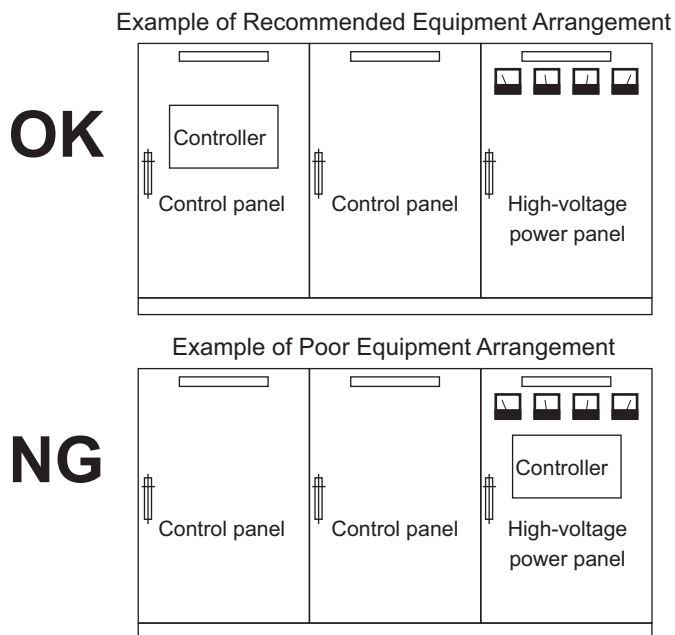 Example of Recommended Equipment Arrangement
OK
Controller
Control panel
Control panel
High-voltage
power panel
Example of Poor Equipment Arrangement
NG
Controller
Control panel
Control panel
High-voltage
power panel